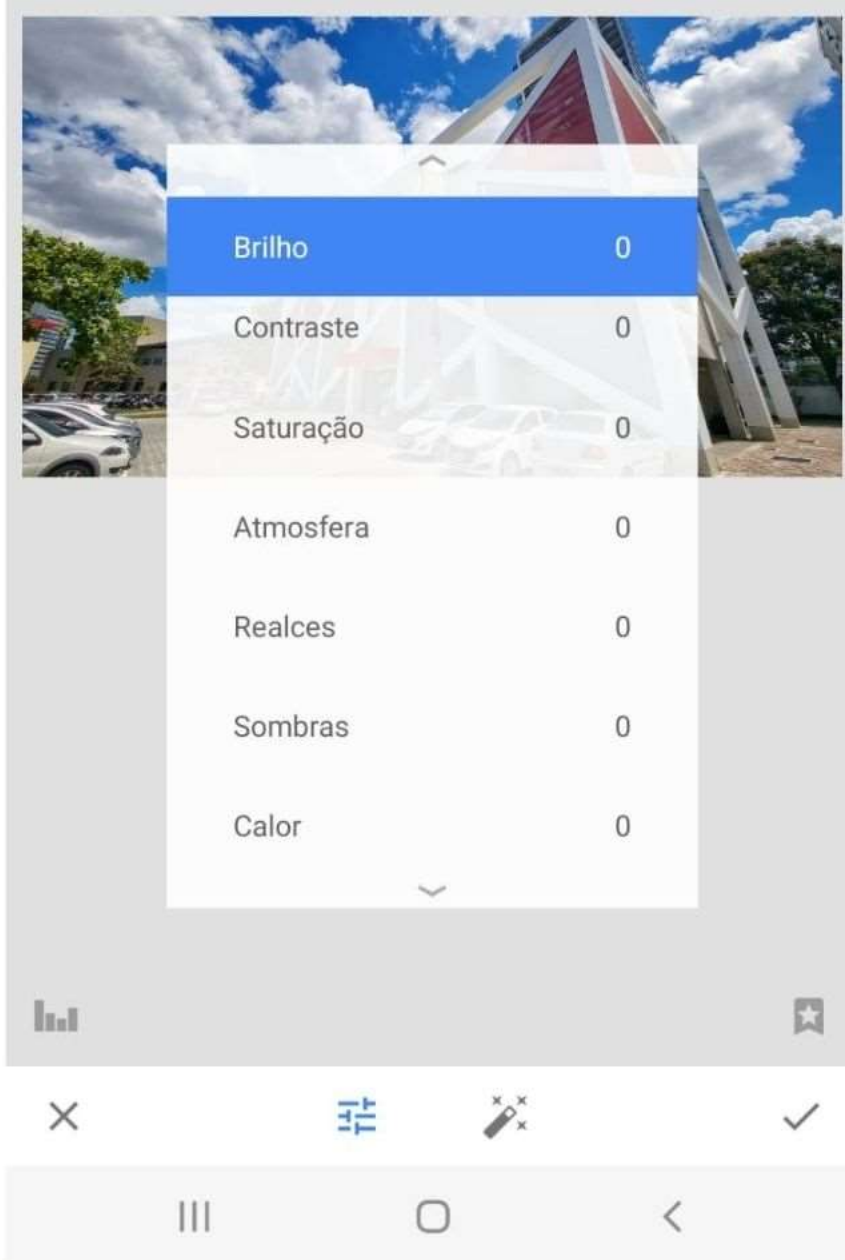 Brilho 0
Contraste 0
Saturação 0
Atmosfera 0
Realces 0
Sombras 0
Calor 0